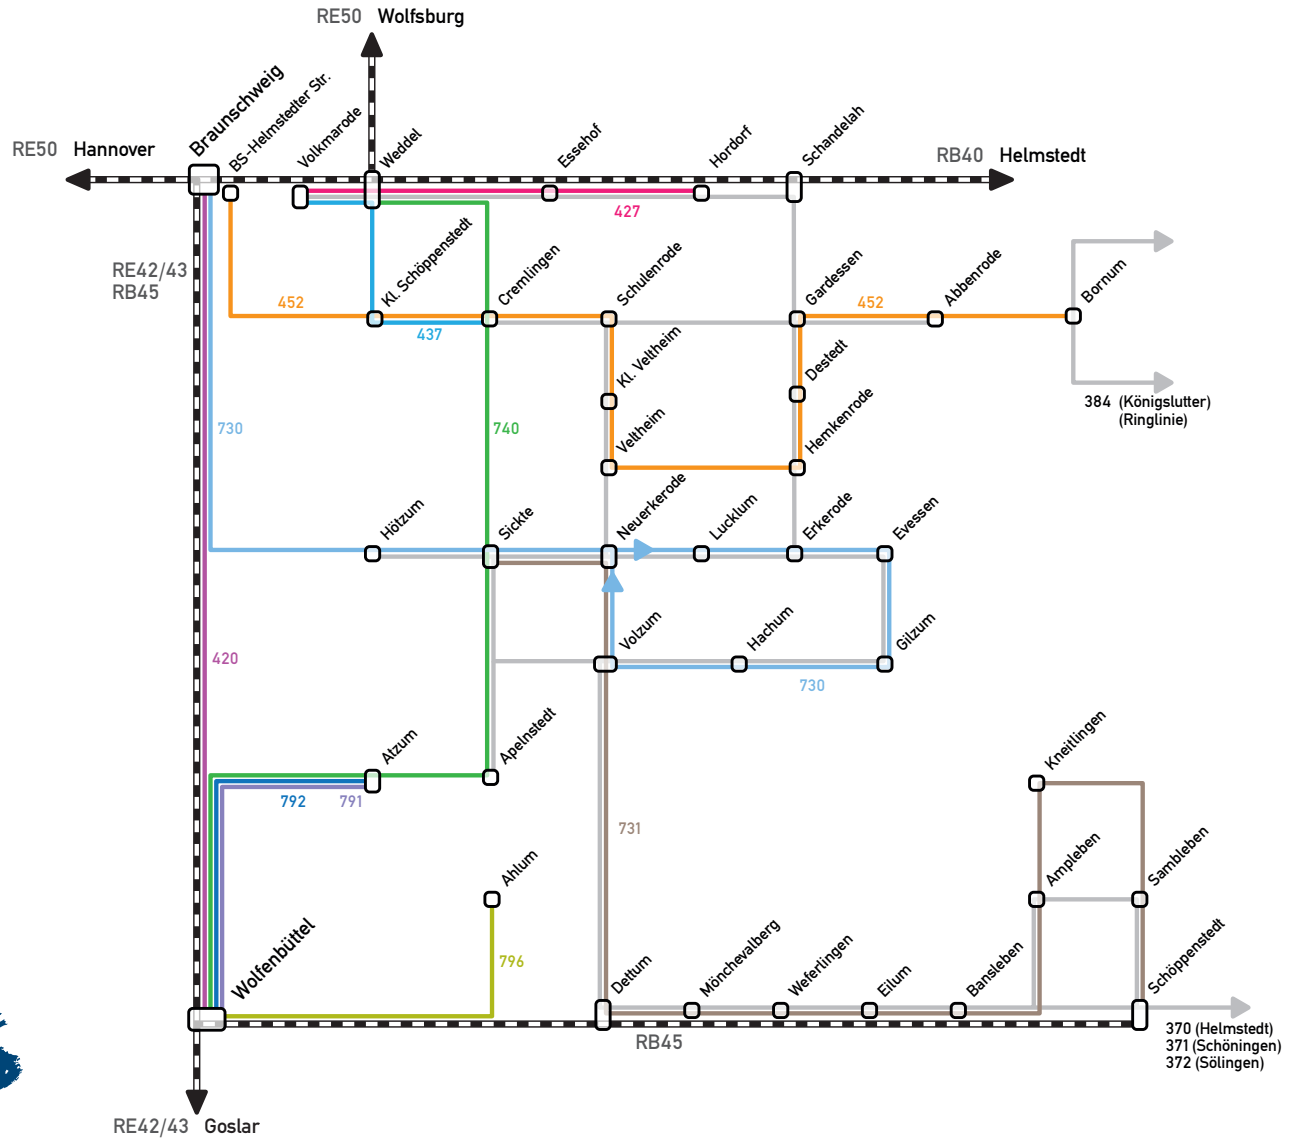 RE50 Wolfsburg
RE50 Hannover
Braunschweig
BS-Helmstedter Str.
Volkmarode
Weddel
Essehof
Hordorf
Schandelah
RB40 Helmstedt
427
RE42/43
RB45
452
Kl. Schöppenstedt
437
Cremlingen
Schulenrode
Gardessen
452
Abbenrode
Bornum
Kl. Veltheim
Destedt
384 (Königslutter)
(Ringlinie)
730
740
Veltheim
Hemkenrode
Hötzum
Sickte
Neuerkerode
Lucklum
Erkerode
Evessen
420
Volzum
Hachum
Gilzum
730
Atzum
Apelnstedt
792
791
731
Kneitlingen
Ahlum
Ampleben
Sambleben
Wolfenbüttel
796
Dettum
Mönchevalberg
Weferlingen
Eilum
Bansleben
Schöppenstedt
RB45
370 (Helmstedt)
371 (Schöningen)
372 (Sölingen)
RE42/43 Goslar